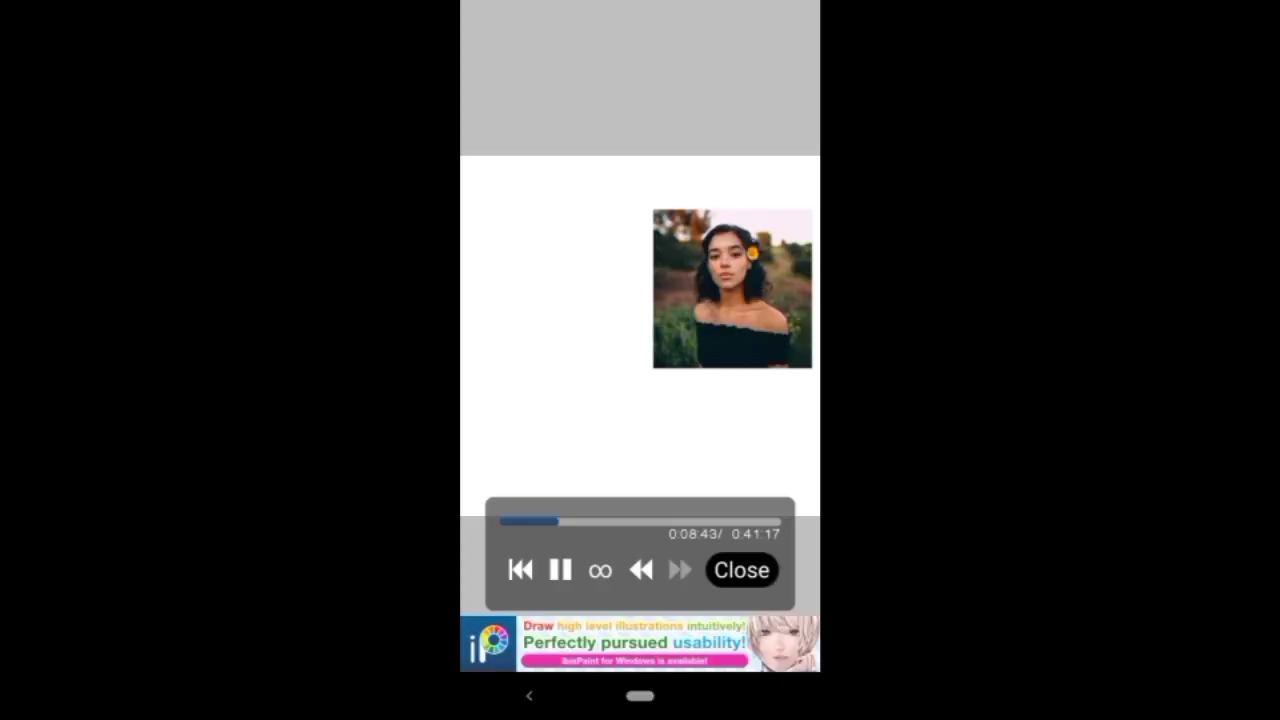 0:08:43/ 0:41:17
Close
Draw high level illustrations intuitively!
Perfectly pursued usability!
ibisPaint for Windows is available!
iP